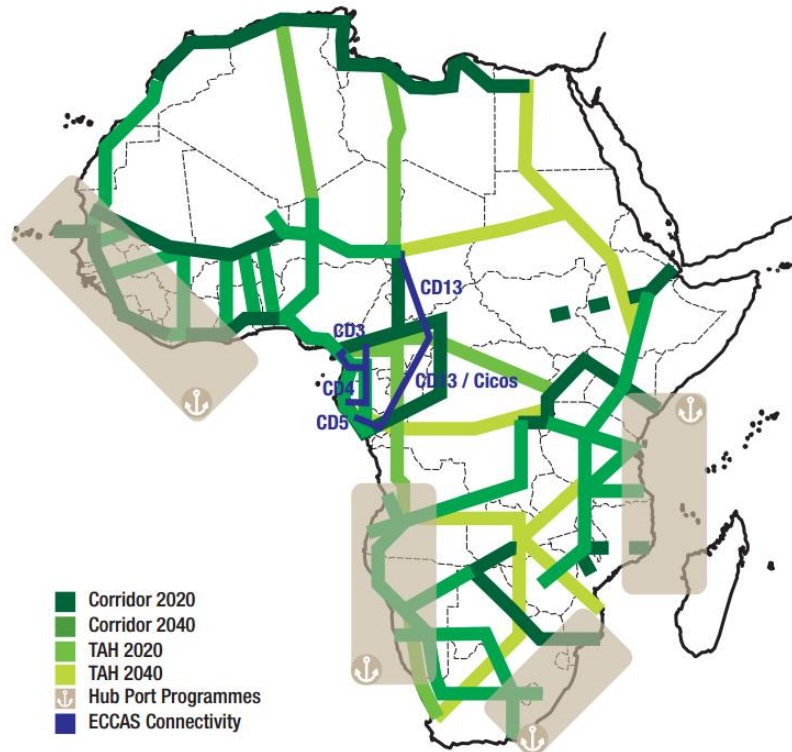 CD13
CD3
CD13 / Cicos
CD4
CD5
Corridor 2020
Corridor 2040
TAH 2020
TAH 2040
Hub Port Programmes
ECCAS Connectivity